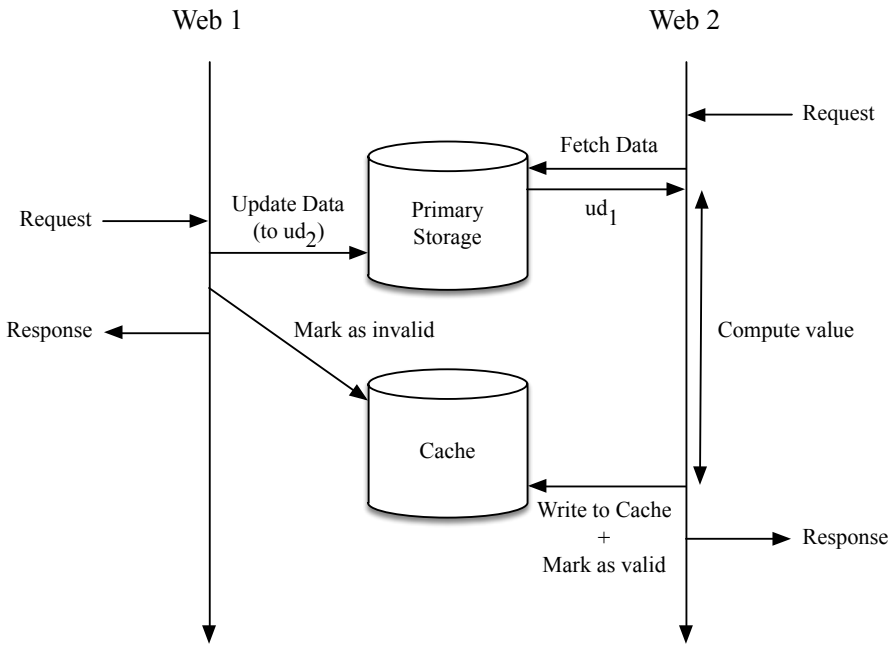 Web 1
Web 2
Request
Fetch Data
Request
Update Data
(to ud2)
Primary
Storage
ud1
Response
Mark as invalid
Compute value
Cache
Write to Cache
+
Mark as valid
Response